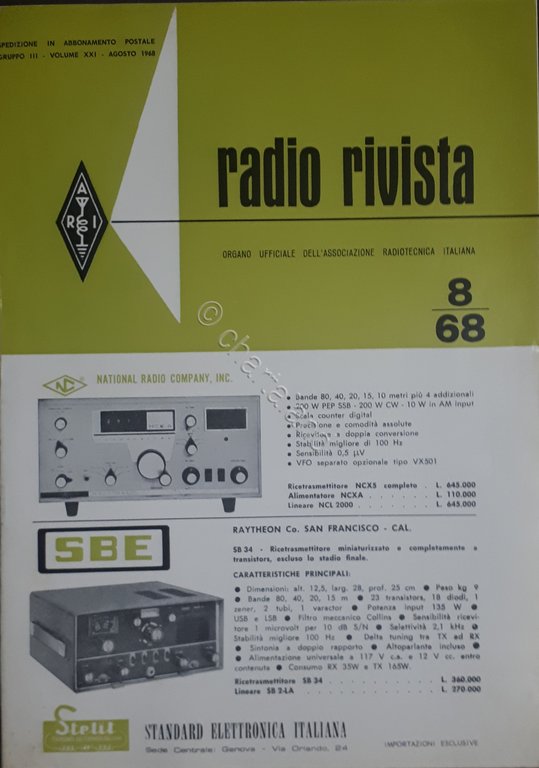 SPEDIZIONE IN ABBONAMENTO POSTALE
GRUPPO III - VOLUME XXI - AGOSTO 1968
radio rivista
A
R I
ORGANO UFFICIALE DELL'ASSOCIAZIONE RADIOTECNICA ITALIANA
8
68
© charta
NC
NATIONAL RADIO COMPANY, INC.
• Bande 80, 40, 20, 15, 10 metri più 4 addizionali
• 200 W PEP SSB - 200 W CW - 10 W in AM input
• Scala counter digital
• Precisione e comodità assolute
• Ricevitore a doppia conversione
• Stabilità migliore di 100 Hz
• Sensibilità 0,5 μV
• VFO separato opzionale tipo VX501
Ricetrasmettitore NCX5 completo . L. 645.000
Alimentatore NCXA . . . . . . . L. 110.000
Lineare NCL 2000 . . . . . . . . L. 645.000
SBE
RAYTHEON Co. SAN FRANCISCO - CAL.
SB 34 - Ricetrasmettitore miniaturizzato e completamente a
transistors, escluso lo stadio finale.
CARATTERISTICHE PRINCIPALI:
• Dimensioni: alt. 12,5, larg. 28, prof. 25 cm • Peso kg 9
• Bande 80, 40, 20, 15 m • 23 transistors, 18 diodi, 1
zener, 2 tubi, 1 varactor • Potenza input 135 W •
USB e LSB • Filtro meccanico Collins • Sensibilità ricevi-
tore 1 microvolt per 10 dB S/N • Selettività 2,1 kHz •
Stabilità migliore 100 Hz • Delta tuning tra TX ad RX
• Sintonia a doppio rapporto • Altoparlante incluso •
• Alimentazione universale a 117 V c.a. e 12 V cc. entro
contenuta • Consumo RX 35W e TX 165W.
Ricetrasmettitore SB 34 . . . . . . . . . . L. 360.000
Lineare SB 2-LA . . . . . . . . . . L. 270.000
Stelit
STANDARD ELETTRONICA ITALIANA
Sede Centrale: Genova - Via Orlando, 24
IMPORTAZIONI ESCLUSIVE